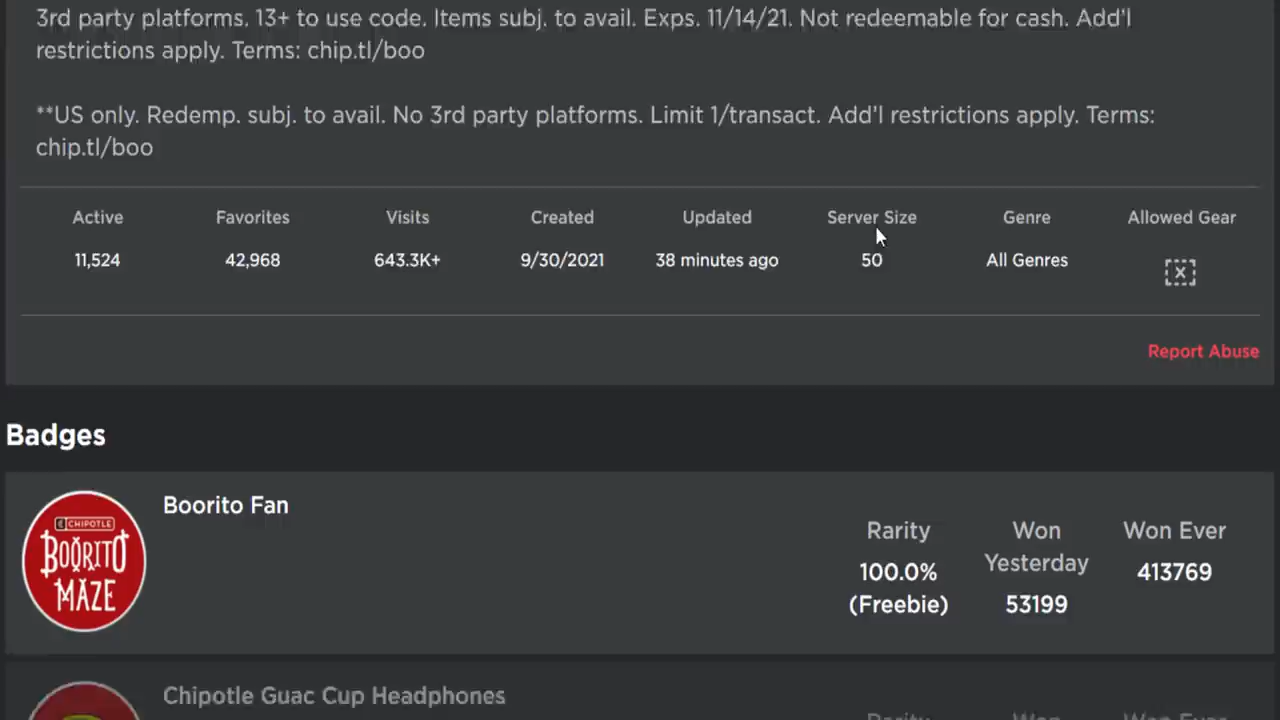 3rd party platforms. 13+ to use code. Items subj. to avail. Exps. 11/14/21. Not redeemable for cash. Add'l
restrictions apply. Terms: chip.tl/boo
**US only. Redemp. subj. to avail. No 3rd party platforms. Limit 1/transact. Add'l restrictions apply. Terms:
chip.tl/boo
Active Favorites Visits Created Updated Server Size Genre Allowed Gear
11,524 42,968 643.3K+ 9/30/2021 38 minutes ago 50 All Genres
Report Abuse
Badges
Boorito Fan
CHIPOTLE
BOORITO
MAZE
Rarity
100.0%
(Freebie)
Won
Yesterday
53199
Won Ever
413769
Chipotle Guac Cup Headphones
Rarity Won Won Ever